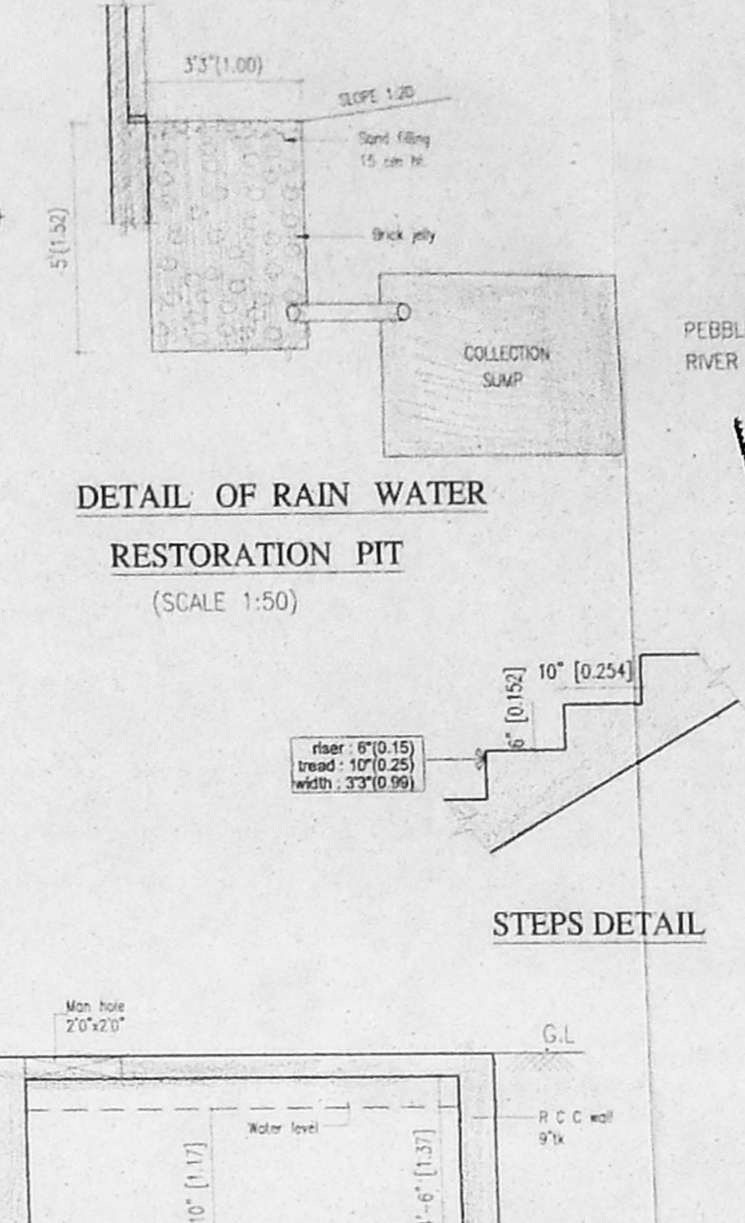 3'3"(1.00)
SLOPE 1:20
Sand filling
15 cm ht.
5'(1.52)
Brick jelly
COLLECTION
SUMP
PEBBL
RIVER
DETAIL OF RAIN WATER
RESTORATION PIT
(SCALE 1:50)
10" [0.254]
6" [0.152]
riser : 6"(0.15)
tread : 10"(0.25)
width : 3'3"(0.99)
STEPS DETAIL
Man hole
2'0"x2'0"
G.L
Water level
R C C wall
9"tk
10" [1.17]
-6" [1.37]